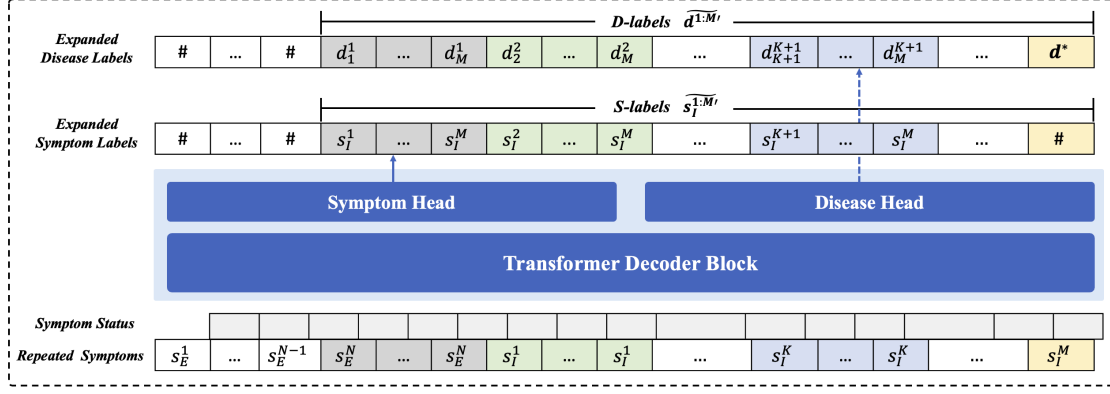 D-labels $\widetilde{d^{1:M'}}$
Expanded Disease Labels # ... # $d_1^1$ ... $d_M^1$ $d_2^2$ ... $d_M^2$ ... $d_{K+1}^{K+1}$ ... $d_M^{K+1}$ ... $d^*$
S-labels $\widetilde{s_I^{1:M'}}$
Expanded Symptom Labels # ... # $s_I^1$ ... $s_I^M$ $s_I^2$ ... $s_I^M$ ... $s_I^{K+1}$ ... $s_I^M$ ... #
Symptom Head Disease Head
Transformer Decoder Block
Symptom Status
Repeated Symptoms $s_E^1$ ... $s_E^{N-1}$ $s_E^N$ ... $s_E^N$ $s_I^1$ ... $s_I^1$ ... $s_I^K$ ... $s_I^K$ ... $s_I^M$